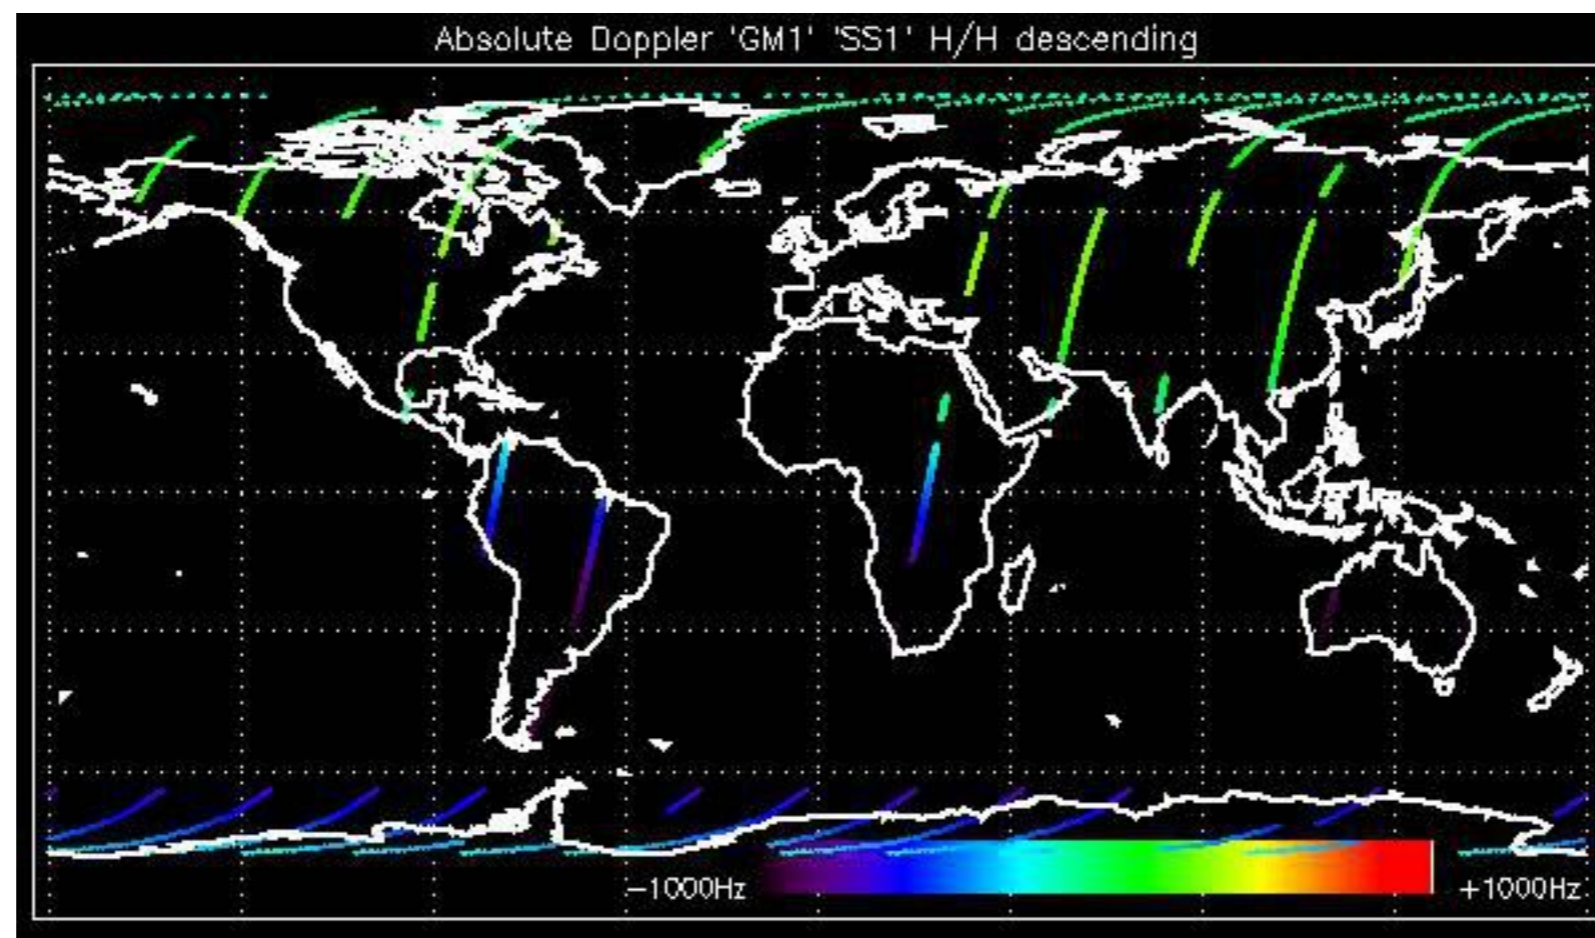 Absolute Doppler 'GM1' 'SS1' H/H descending
-1000Hz +1000Hz